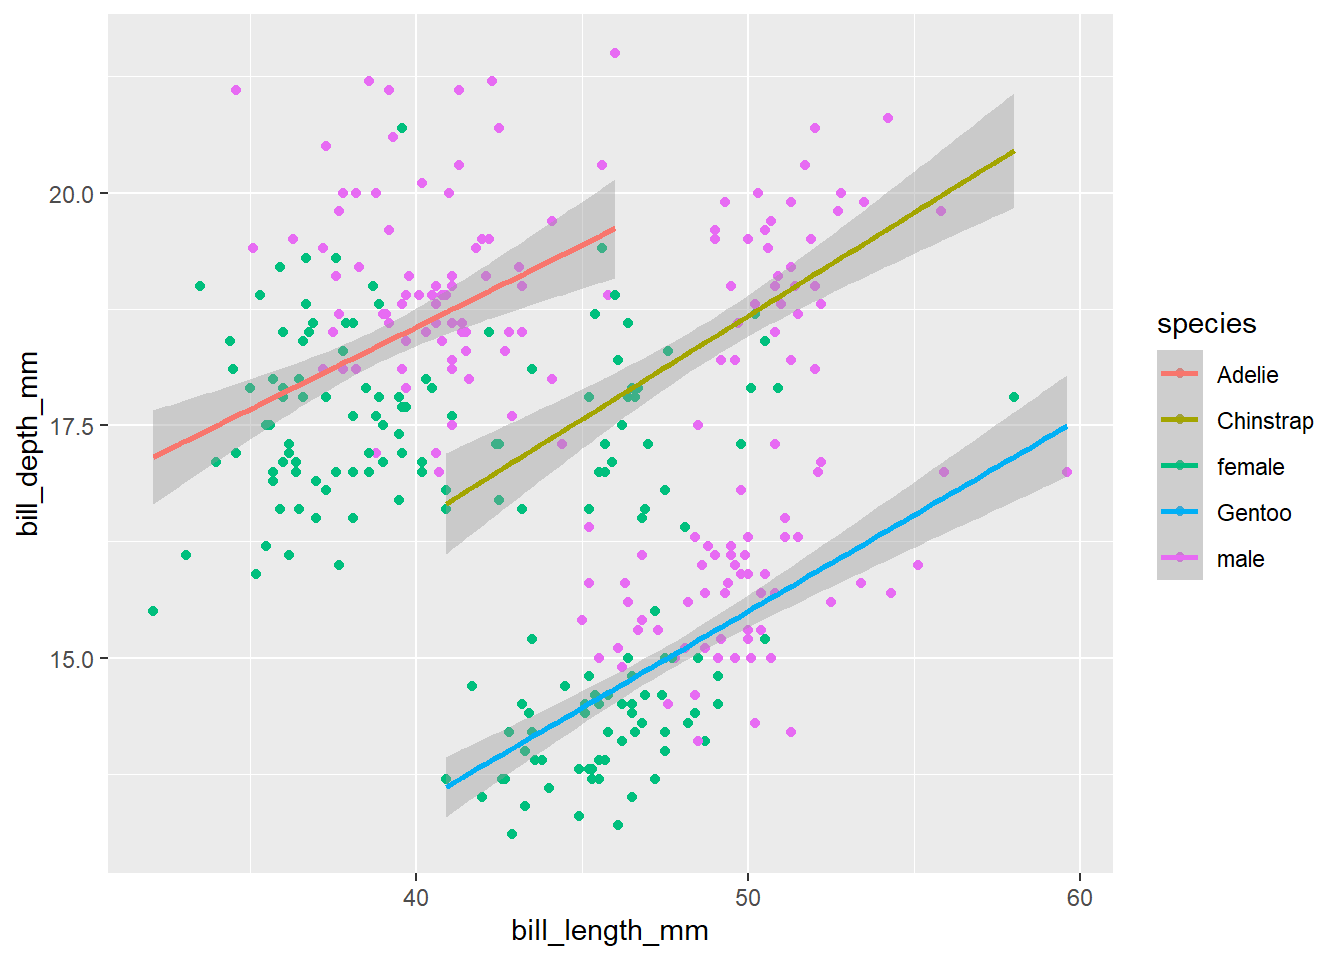 20.0
17.5
15.0
bill_depth_mm
40
50
60
bill_length_mm
species
Adelie
Chinstrap
female
Gentoo
male